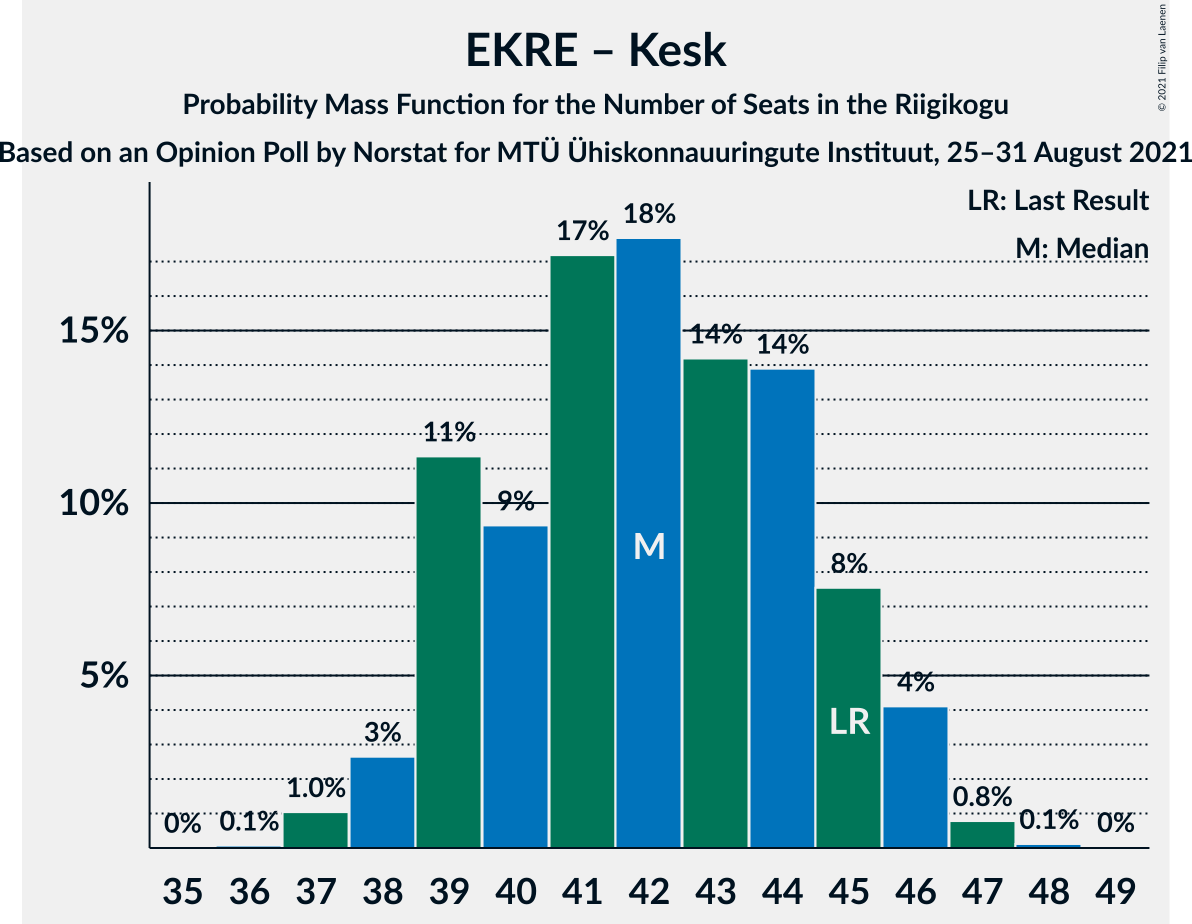 EKRE – Kesk
Probability Mass Function for the Number of Seats in the Riigikogu
Based on an Opinion Poll by Norstat for MTÜ Ühiskonnauuringute Instituut, 25–31 August 2021
© 2021 Filip van Laenen
LR: Last Result
M: Median
15%
10%
5%
0%
0.1%
1.0%
3%
11%
9%
17%
18%
14%
14%
8%
4%
0.8%
0.1%
0%
M
LR
35 36 37 38 39 40 41 42 43 44 45 46 47 48 49